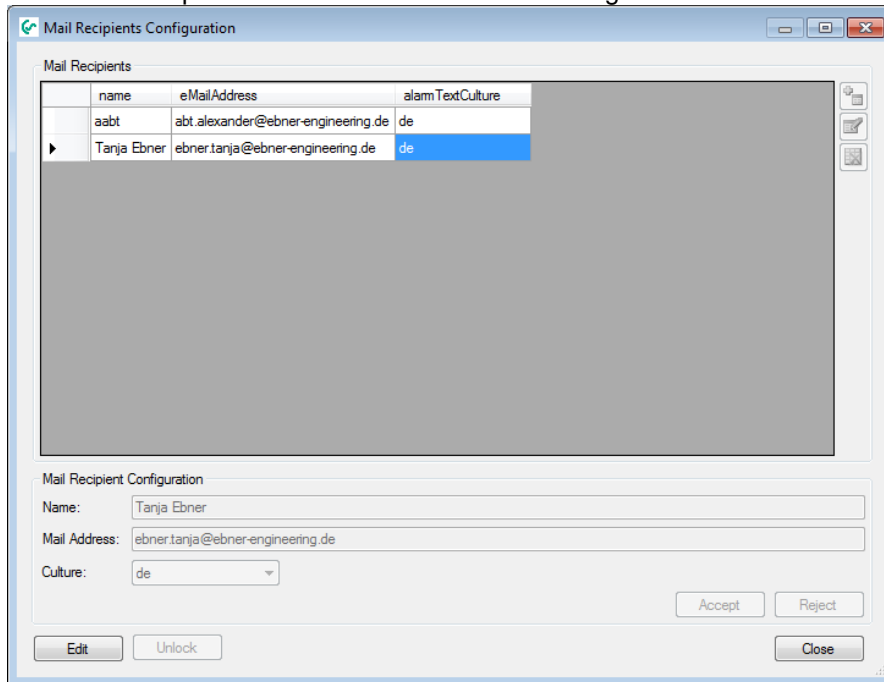 Mail Recipients Configuration
Mail Recipients
name eMailAddress alarmTextCulture
aabt abt.alexander@ebner-engineering.de de
Tanja Ebner ebner.tanja@ebner-engineering.de de
Mail Recipient Configuration
Name: Tanja Ebner
Mail Address: ebner.tanja@ebner-engineering.de
Culture: de
Accept Reject
Edit Unlock Close